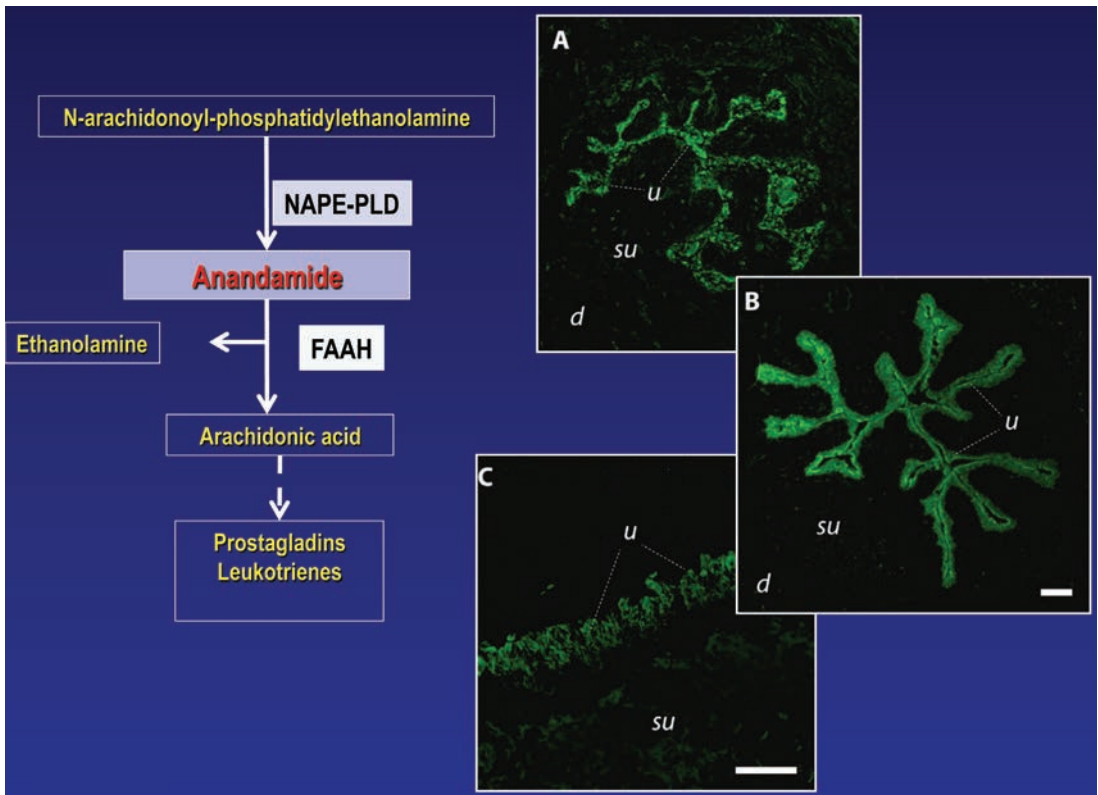 N-arachidonoyl-phosphatidylethanolamine
NAPE-PLD
Anandamide
Ethanolamine
FAAH
Arachidonic acid
Prostagladins
Leukotrienes
A
u
su
d
B
u
su
d
C
u
su